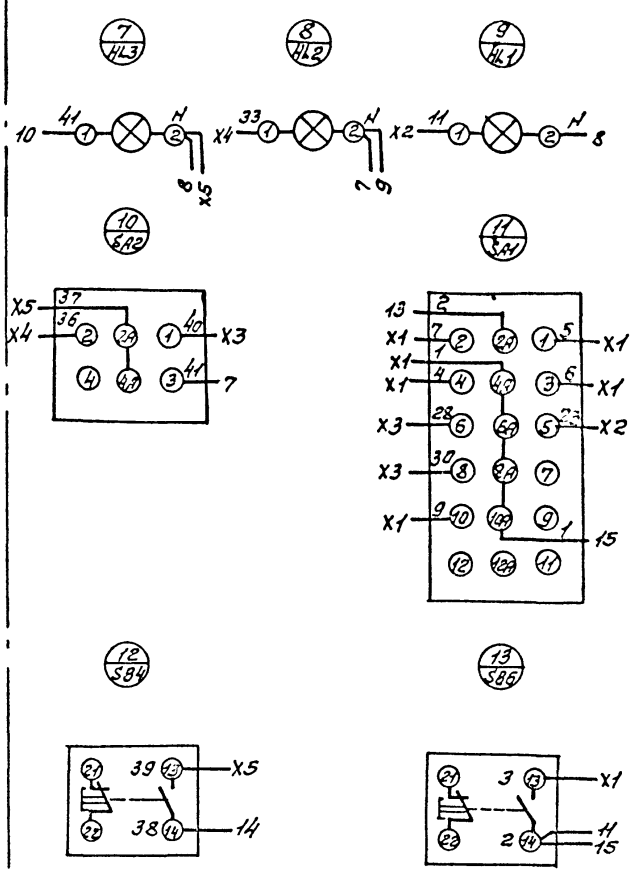 7 8 9
HL3 HL2 HL1
10 41 1 2 N X4 33 1 2 N X2 11 1 2 N 8
8 X5 7 9
10 11
SA2 SA1
X5 37
X4 36 2 2A 1 40 X3
4 4A 3 41 7
13 2
X1 7 2 2A 1 5 X1
X1 1
X1 4 4 4A 3 6 X1
X3 28 6 6A 5 X2
X3 30 8 8A 7
X1 9 10 10A 9
1 15
12 12A 11
12 13
SB4 SB6
21 39 13 X5
22 38 14 14
21 3 13 X1
22 2 14 11
15